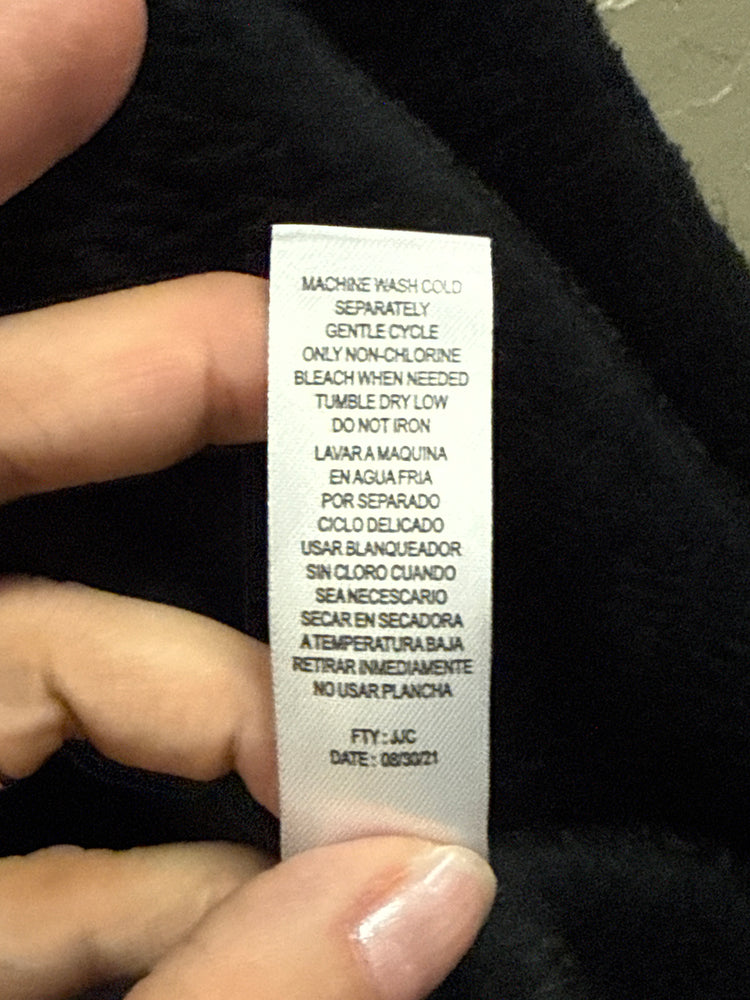 MACHINE WASH COLD
SEPARATELY
GENTLE CYCLE
ONLY NON-CHLORINE
BLEACH WHEN NEEDED
TUMBLE DRY LOW
DO NOT IRON
LAVAR A MAQUINA
EN AGUA FRIA
POR SEPARADO
CICLO DELICADO
USAR BLANQUEADOR
SIN CLORO CUANDO
SEA NECESCARIO
SECAR EN SECADORA
A TEMPERATURA BAJA
RETIRAR INMEDIAMENTE
NO USAR PLANCHA
FTY : JJC
DATE : 08/30/21